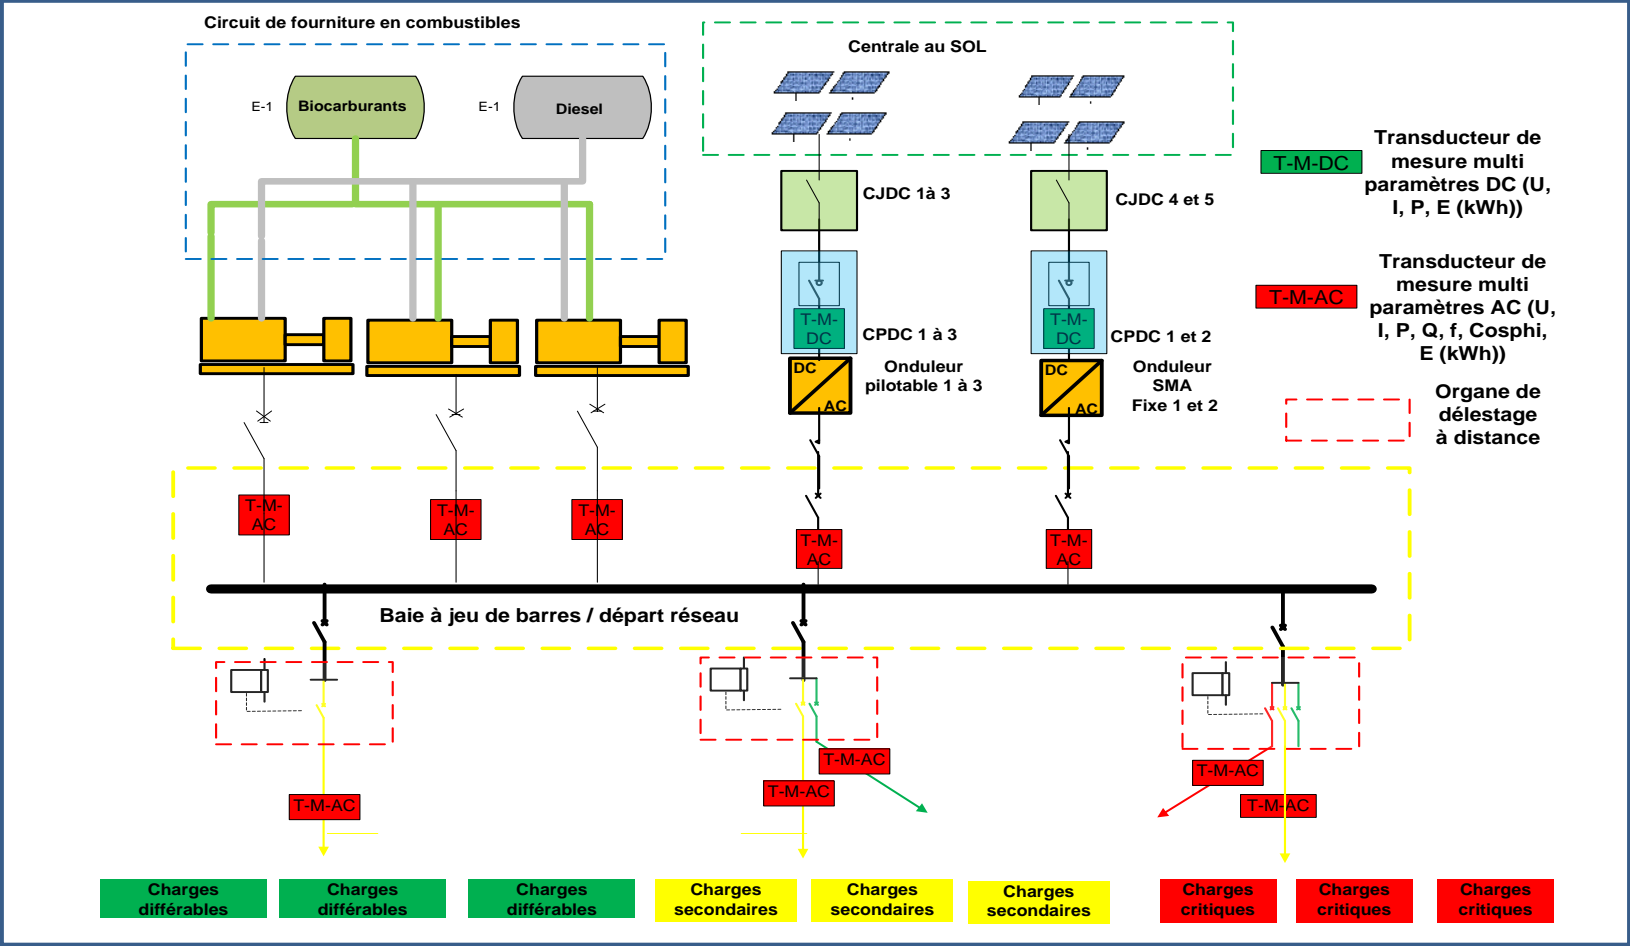 Circuit de fourniture en combustibles
Centrale au SOL
E-1
Biocarburants
E-1
Diesel
Transducteur de
mesure multi
paramètres DC (U,
I, P, E (kWh))
T-M-DC
CJDC 1à 3
CJDC 4 et 5
Transducteur de
mesure multi
paramètres AC (U,
I, P, Q, f, Cosphi,
E (kWh))
T-M-AC
T-M-
DC
CPDC 1 à 3
T-M-
DC
CPDC 1 et 2
DC
AC
Onduleur
pilotable 1 à 3
DC
AC
Onduleur
SMA
Fixe 1 et 2
Organe de
délestage
à distance
T-M-
AC
T-M-
AC
T-M-
AC
T-M-
AC
T-M-
AC
Baie à jeu de barres / départ réseau
T-M-AC
T-M-AC
T-M-AC
T-M-AC
T-M-AC
Charges
différables
Charges
différables
Charges
différables
Charges
secondaires
Charges
secondaires
Charges
secondaires
Charges
critiques
Charges
critiques
Charges
critiques